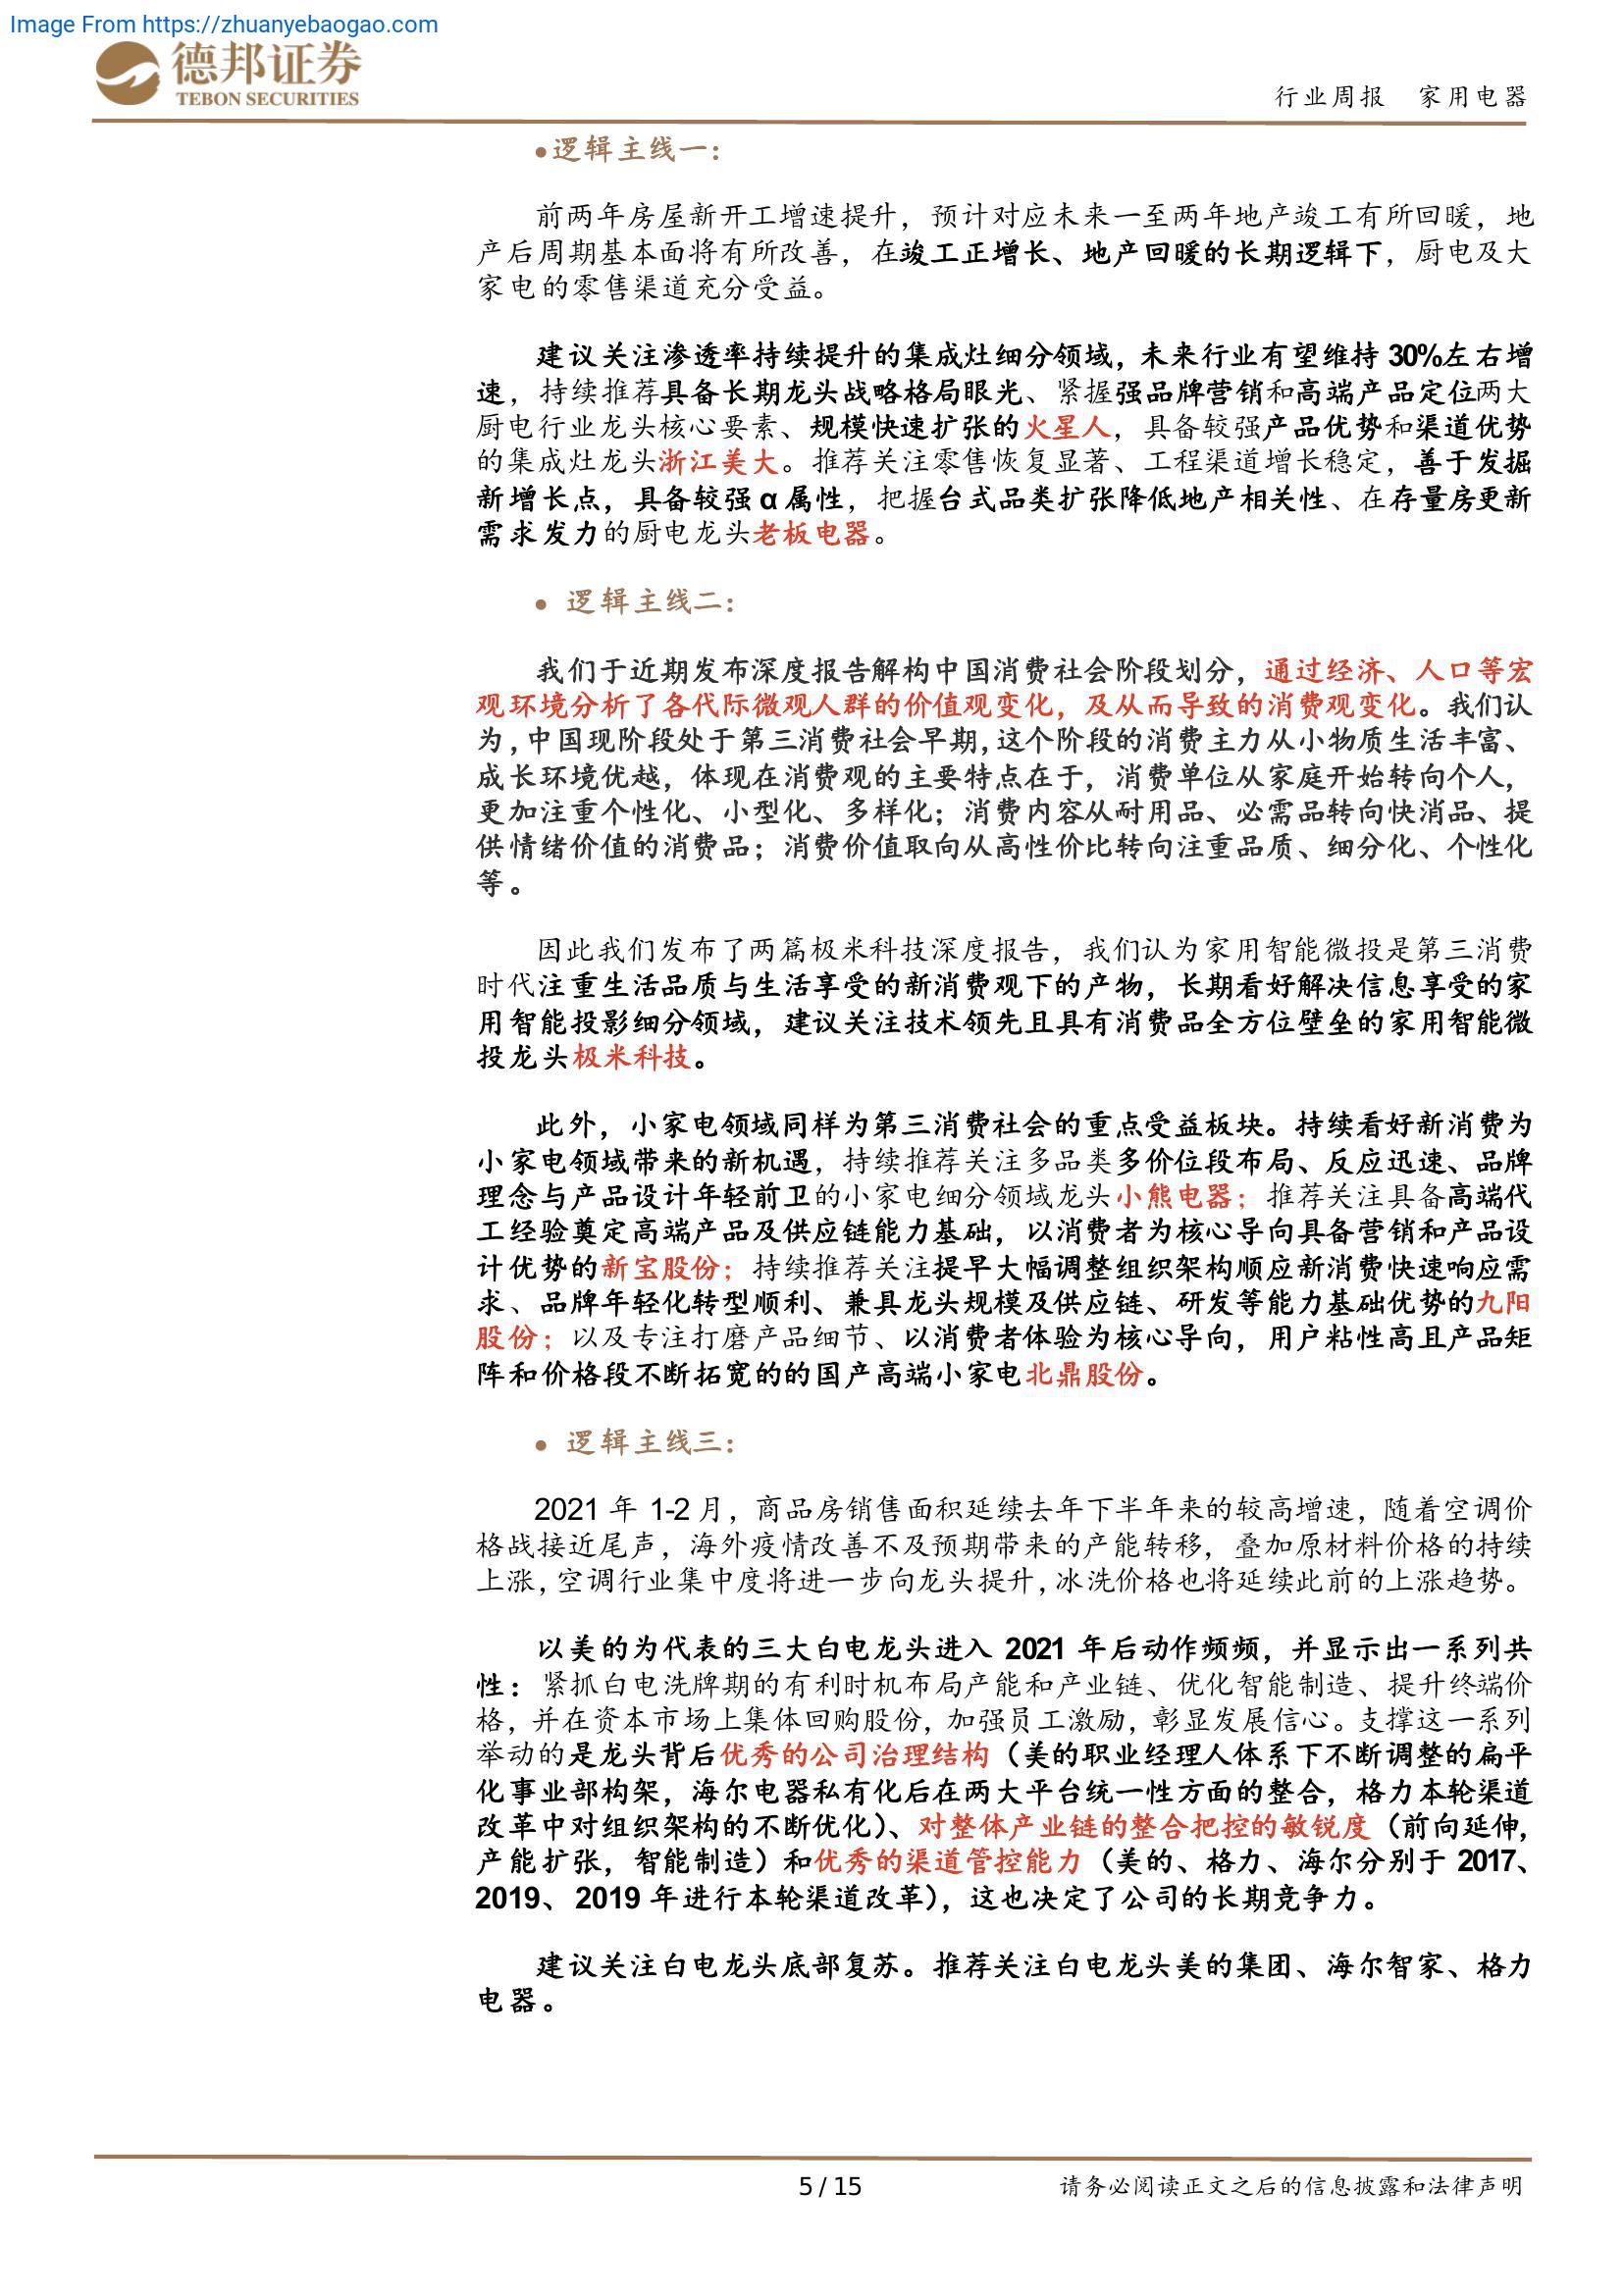 Image From https://zhuanyebaogao.com
德邦证券
TEBON SECURITIES
行业周报 家用电器
●逻辑主线一：
前两年房屋新开工增速提升，预计对应未来一至两年地产竣工有所回暖，地
产后周期基本面将有所改善，在竣工正增长、地产回暖的长期逻辑下，厨电及大
家电的零售渠道充分受益。
建议关注渗透率持续提升的集成灶细分领域，未来行业有望维持 30%左右增
速，持续推荐具备长期龙头战略格局眼光、紧握强品牌营销和高端产品定位两大
厨电行业龙头核心要素、规模快速扩张的火星人，具备较强产品优势和渠道优势
的集成灶龙头浙江美大。推荐关注零售恢复显著、工程渠道增长稳定，善于发掘
新增长点，具备较强 α 属性，把握台式品类扩张降低地产相关性、在存量房更新
需求发力的厨电龙头老板电器。
● 逻辑主线二：
我们于近期发布深度报告解构中国消费社会阶段划分，通过经济、人口等宏
观环境分析了各代际微观人群的价值观变化，及从而导致的消费观变化。我们认
为，中国现阶段处于第三消费社会早期，这个阶段的消费主力从小物质生活丰富、
成长环境优越，体现在消费观的主要特点在于，消费单位从家庭开始转向个人，
更加注重个性化、小型化、多样化；消费内容从耐用品、必需品转向快消品、提
供情绪价值的消费品；消费价值取向从高性价比转向注重品质、细分化、个性化
等。
因此我们发布了两篇极米科技深度报告，我们认为家用智能微投是第三消费
时代注重生活品质与生活享受的新消费观下的产物，长期看好解决信息享受的家
用智能投影细分领域，建议关注技术领先且具有消费品全方位壁垒的家用智能微
投龙头极米科技。
此外，小家电领域同样为第三消费社会的重点受益板块。持续看好新消费为
小家电领域带来的新机遇，持续推荐关注多品类多价位段布局、反应迅速、品牌
理念与产品设计年轻前卫的小家电细分领域龙头小熊电器；推荐关注具备高端代
工经验奠定高端产品及供应链能力基础，以消费者为核心导向具备营销和产品设
计优势的新宝股份；持续推荐关注提早大幅调整组织架构顺应新消费快速响应需
求、品牌年轻化转型顺利、兼具龙头规模及供应链、研发等能力基础优势的九阳
股份；以及专注打磨产品细节、以消费者体验为核心导向，用户粘性高且产品矩
阵和价格段不断拓宽的的国产高端小家电北鼎股份。
● 逻辑主线三：
2021 年 1-2 月，商品房销售面积延续去年下半年来的较高增速，随着空调价
格战接近尾声，海外疫情改善不及预期带来的产能转移，叠加原材料价格的持续
上涨，空调行业集中度将进一步向龙头提升，冰洗价格也将延续此前的上涨趋势。
以美的为代表的三大白电龙头进入 2021 年后动作频频，并显示出一系列共
性：紧抓白电洗牌期的有利时机布局产能和产业链、优化智能制造、提升终端价
格，并在资本市场上集体回购股份，加强员工激励，彰显发展信心。支撑这一系列
举动的是龙头背后优秀的公司治理结构（美的职业经理人体系下不断调整的扁平
化事业部构架，海尔电器私有化后在两大平台统一性方面的整合，格力本轮渠道
改革中对组织架构的不断优化）、对整体产业链的整合把控的敏锐度（前向延伸，
产能扩张，智能制造）和优秀的渠道管控能力（美的、格力、海尔分别于 2017、
2019、2019 年进行本轮渠道改革），这也决定了公司的长期竞争力。
建议关注白电龙头底部复苏。推荐关注白电龙头美的集团、海尔智家、格力
电器。
5 / 15
请务必阅读正文之后的信息披露和法律声明